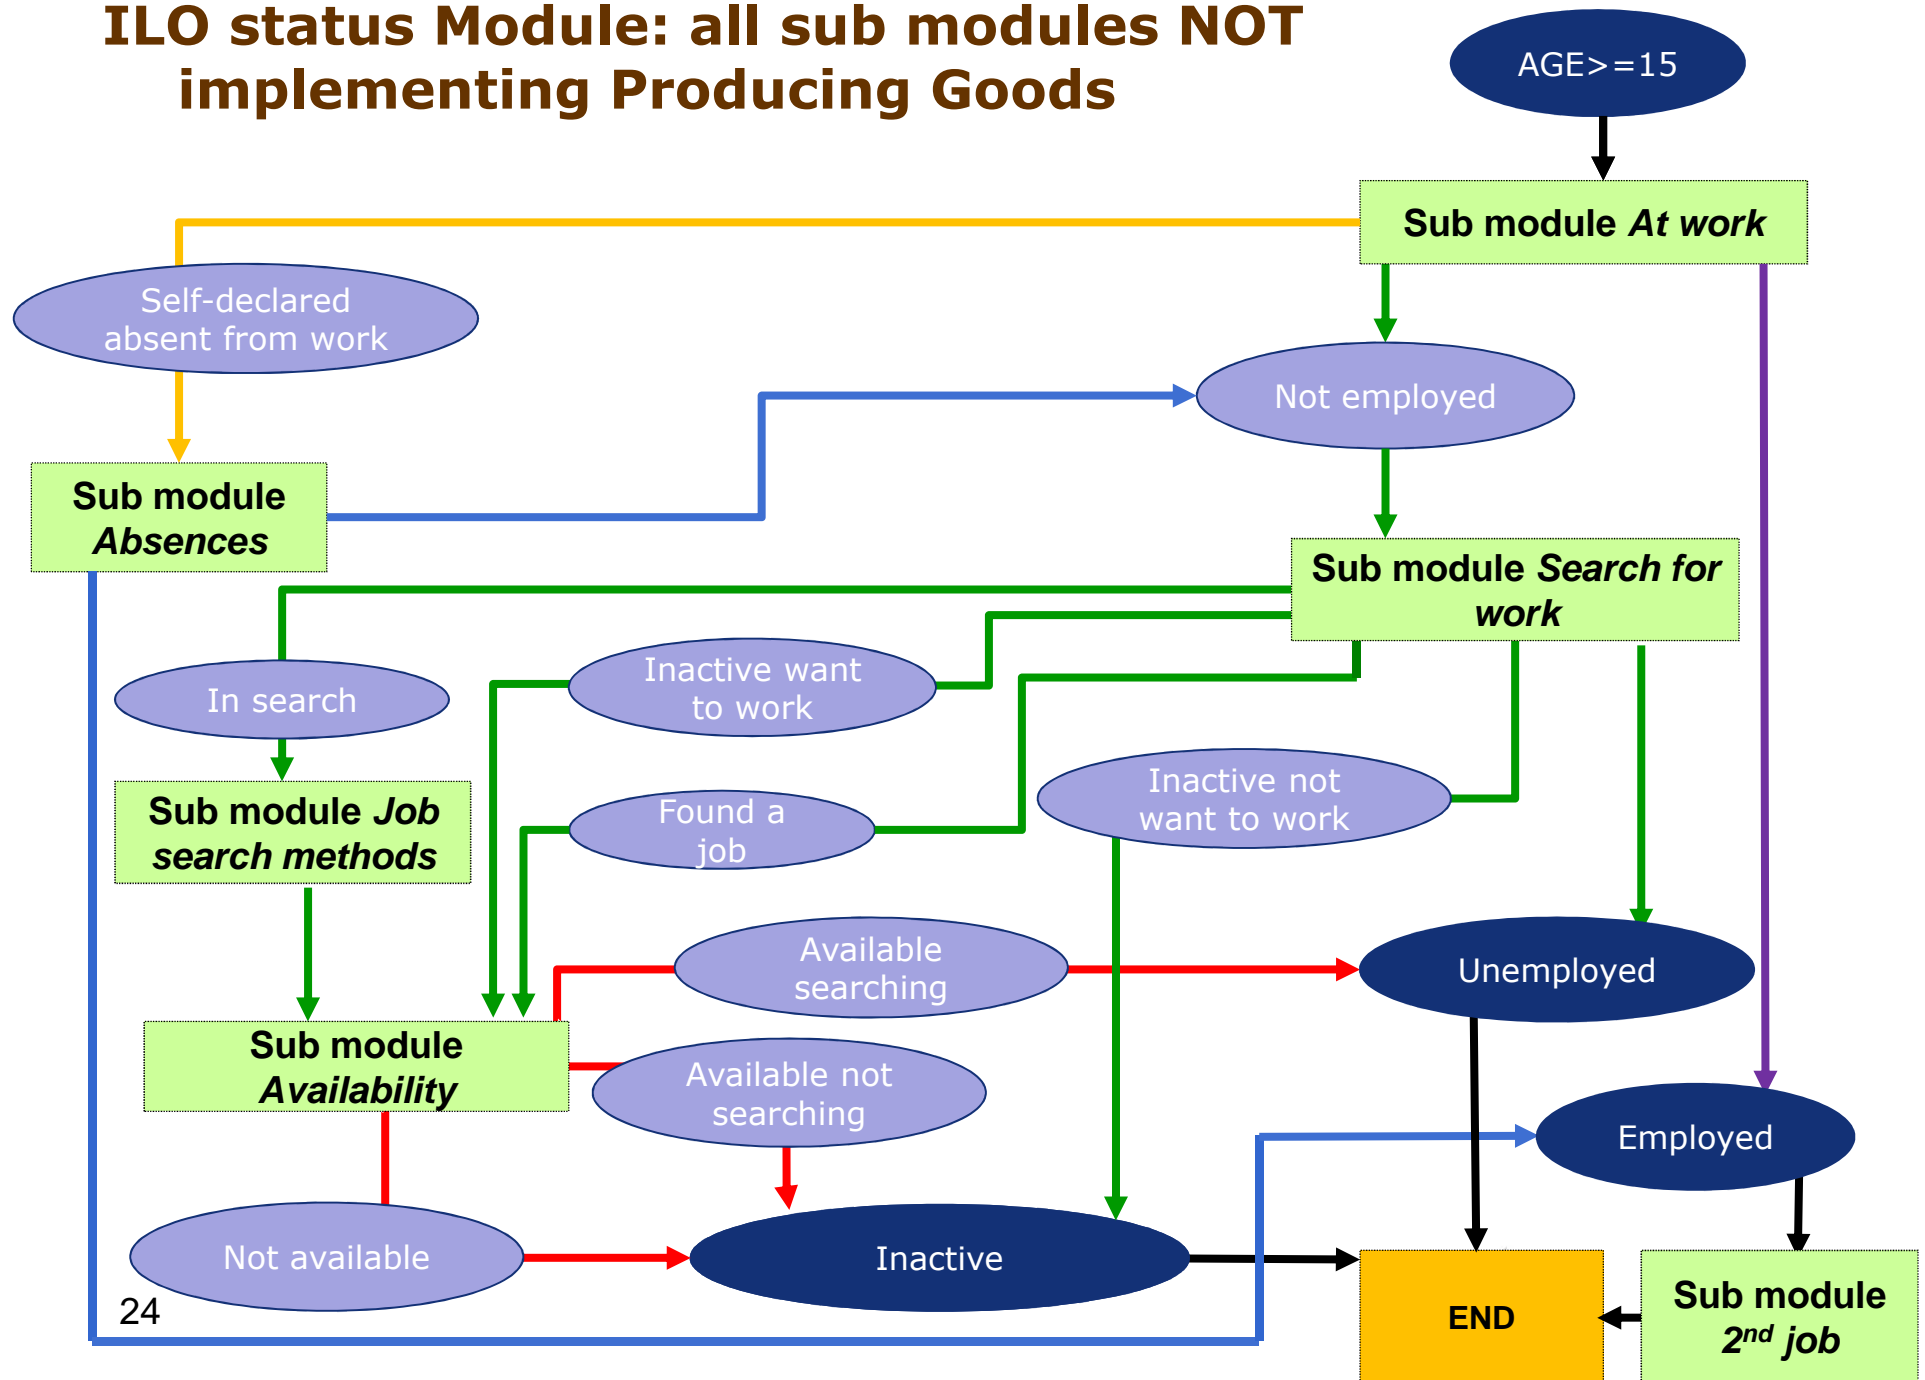 ILO status Module: all sub modules NOT
implementing Producing Goods
AGE>=15
Sub module At work
Self-declared
absent from work
Not employed
Sub module
Absences
Sub module Search for
work
Inactive want
to work
In search
Inactive not
want to work
Sub module Job
search methods
Found a
job
Available
searching
Unemployed
Sub module
Availability
Available not
searching
Employed
Not available
Inactive
END
Sub module
2nd job
24